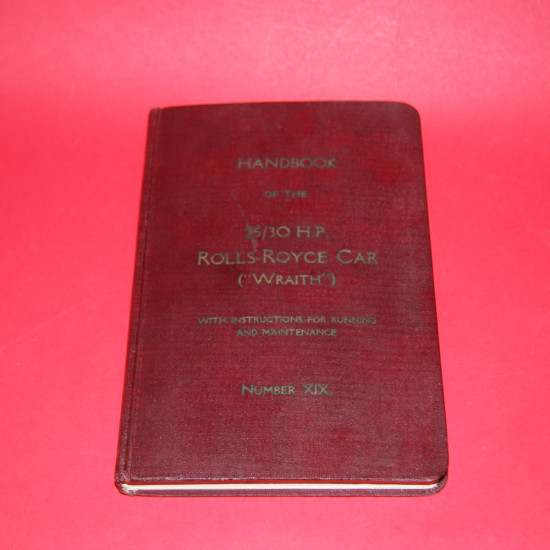 HANDBOOK
OF THE
25/30 H.P.
ROLLS-ROYCE CAR
("WRAITH")
WITH INSTRUCTIONS FOR RUNNING
AND MAINTENANCE
NUMBER XIX.